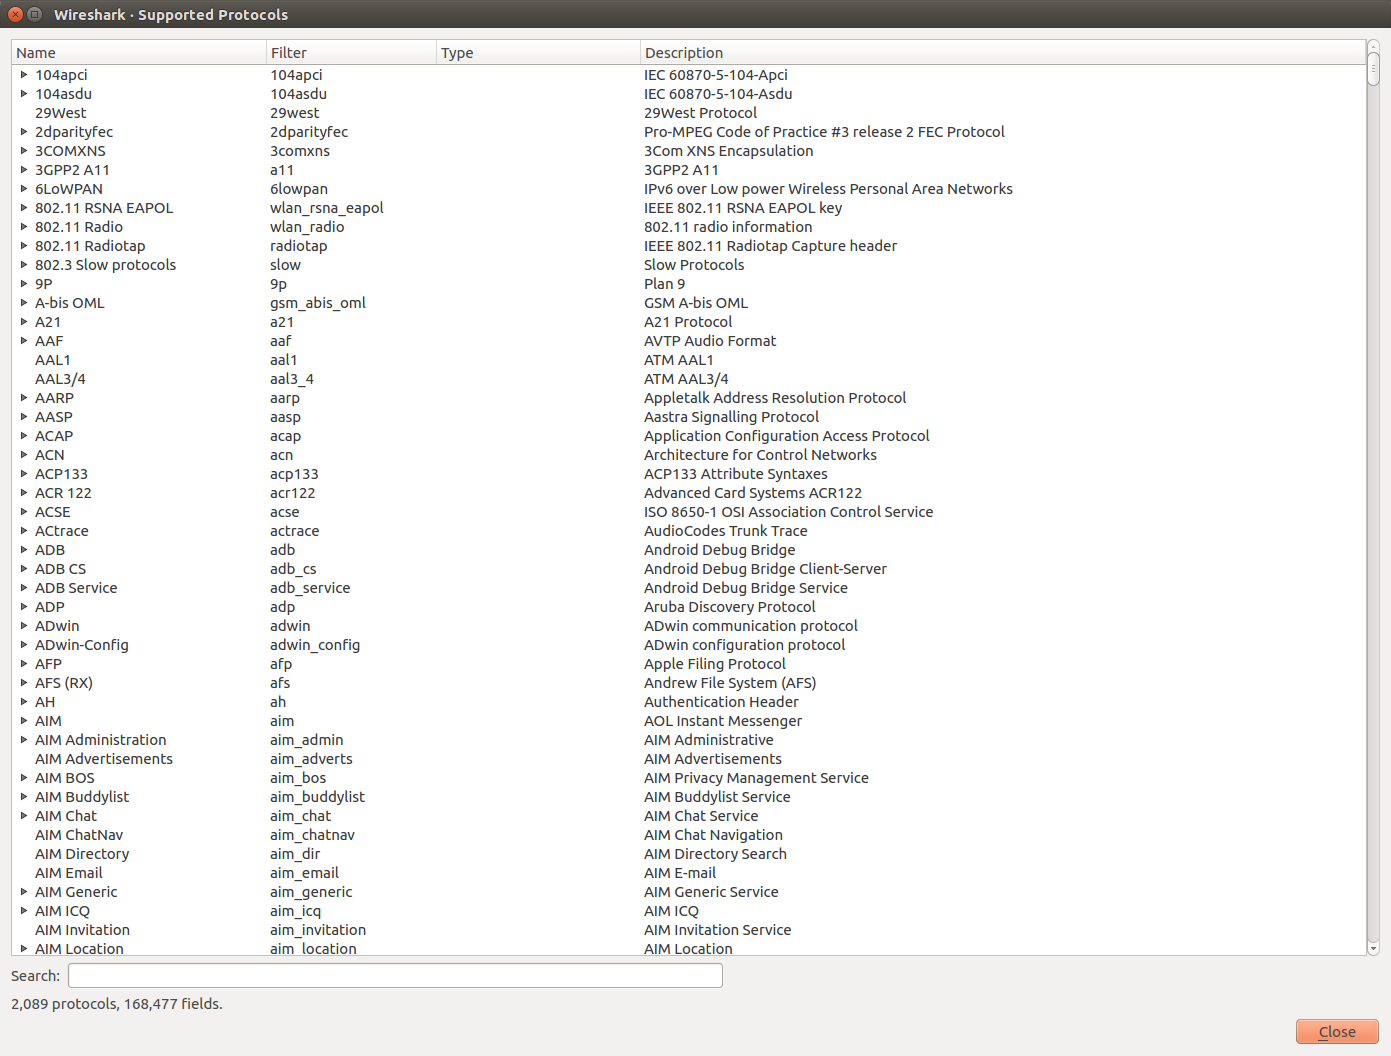 Wireshark · Supported Protocols
Name Filter Type Description
104apci 104apci IEC 60870-5-104-Apci
104asdu 104asdu IEC 60870-5-104-Asdu
29West 29west 29West Protocol
2dparityfec 2dparityfec Pro-MPEG Code of Practice #3 release 2 FEC Protocol
3COMXNS 3comxns 3Com XNS Encapsulation
3GPP2 A11 a11 3GPP2 A11
6LoWPAN 6lowpan IPv6 over Low power Wireless Personal Area Networks
802.11 RSNA EAPOL wlan_rsna_eapol IEEE 802.11 RSNA EAPOL key
802.11 Radio wlan_radio 802.11 radio information
802.11 Radiotap radiotap IEEE 802.11 Radiotap Capture header
802.3 Slow protocols slow Slow Protocols
9P 9p Plan 9
A-bis OML gsm_abis_oml GSM A-bis OML
A21 a21 A21 Protocol
AAF aaf AVTP Audio Format
AAL1 aal1 ATM AAL1
AAL3/4 aal3_4 ATM AAL3/4
AARP aarp Appletalk Address Resolution Protocol
AASP aasp Aastra Signalling Protocol
ACAP acap Application Configuration Access Protocol
ACN acn Architecture for Control Networks
ACP133 acp133 ACP133 Attribute Syntaxes
ACR 122 acr122 Advanced Card Systems ACR122
ACSE acse ISO 8650-1 OSI Association Control Service
ACtrace actrace AudioCodes Trunk Trace
ADB adb Android Debug Bridge
ADB CS adb_cs Android Debug Bridge Client-Server
ADB Service adb_service Android Debug Bridge Service
ADP adp Aruba Discovery Protocol
ADwin adwin ADwin communication protocol
ADwin-Config adwin_config ADwin configuration protocol
AFP afp Apple Filing Protocol
AFS (RX) afs Andrew File System (AFS)
AH ah Authentication Header
AIM aim AOL Instant Messenger
AIM Administration aim_admin AIM Administrative
AIM Advertisements aim_adverts AIM Advertisements
AIM BOS aim_bos AIM Privacy Management Service
AIM Buddylist aim_buddylist AIM Buddylist Service
AIM Chat aim_chat AIM Chat Service
AIM ChatNav aim_chatnav AIM Chat Navigation
AIM Directory aim_dir AIM Directory Search
AIM Email aim_email AIM E-mail
AIM Generic aim_generic AIM Generic Service
AIM ICQ aim_icq AIM ICQ
AIM Invitation aim_invitation AIM Invitation Service
AIM Location aim_location AIM Location
Search:
2,089 protocols, 168,477 fields.
Close